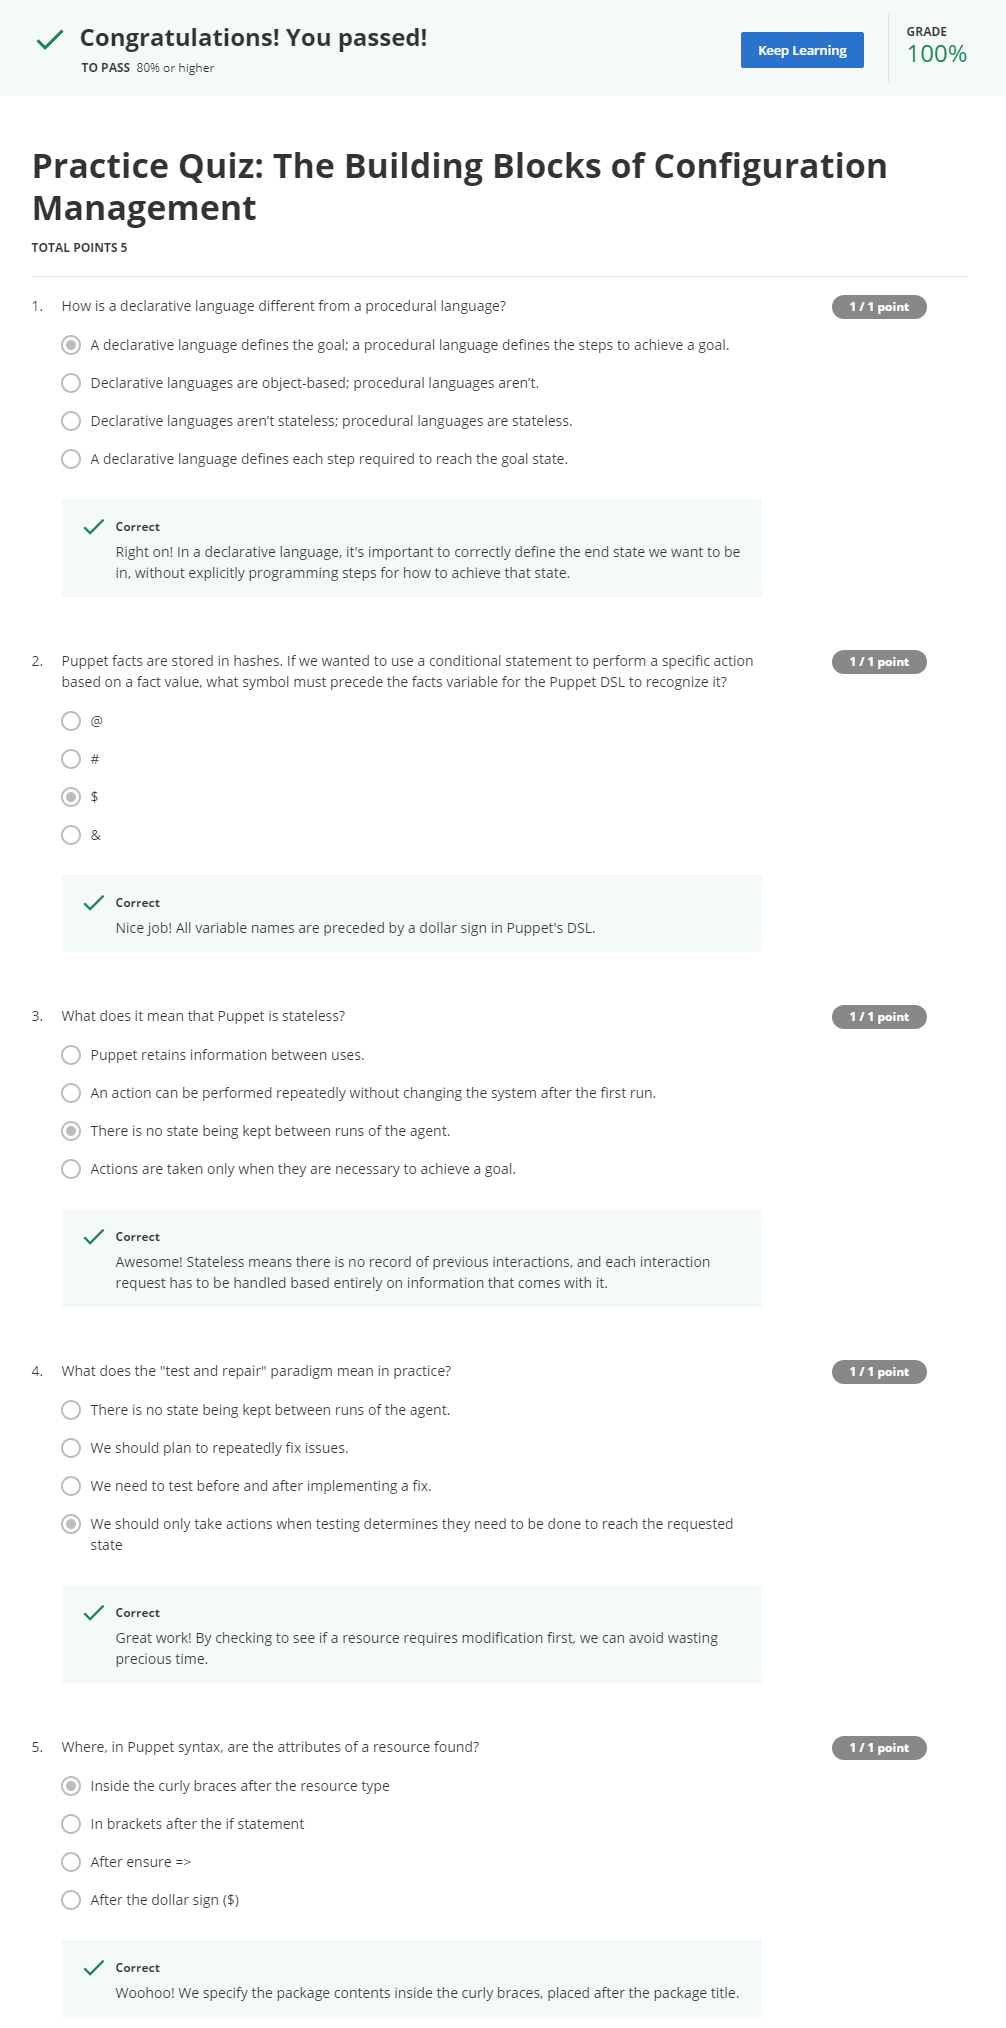 Congratulations! You passed!
TO PASS 80% or higher
Keep Learning
GRADE
100%
Practice Quiz: The Building Blocks of Configuration
Management
TOTAL POINTS 5
1. How is a declarative language different from a procedural language?
1 / 1 point
A declarative language defines the goal; a procedural language defines the steps to achieve a goal.
Declarative languages are object-based; procedural languages aren’t.
Declarative languages aren’t stateless; procedural languages are stateless.
A declarative language defines each step required to reach the goal state.
Correct
Right on! In a declarative language, it's important to correctly define the end state we want to be
in, without explicitly programming steps for how to achieve that state.
2. Puppet facts are stored in hashes. If we wanted to use a conditional statement to perform a specific action
based on a fact value, what symbol must precede the facts variable for the Puppet DSL to recognize it?
1 / 1 point
@
#
$
&
Correct
Nice job! All variable names are preceded by a dollar sign in Puppet's DSL.
3. What does it mean that Puppet is stateless?
1 / 1 point
Puppet retains information between uses.
An action can be performed repeatedly without changing the system after the first run.
There is no state being kept between runs of the agent.
Actions are taken only when they are necessary to achieve a goal.
Correct
Awesome! Stateless means there is no record of previous interactions, and each interaction
request has to be handled based entirely on information that comes with it.
4. What does the "test and repair" paradigm mean in practice?
1 / 1 point
There is no state being kept between runs of the agent.
We should plan to repeatedly fix issues.
We need to test before and after implementing a fix.
We should only take actions when testing determines they need to be done to reach the requested
state
Correct
Great work! By checking to see if a resource requires modification first, we can avoid wasting
precious time.
5. Where, in Puppet syntax, are the attributes of a resource found?
1 / 1 point
Inside the curly braces after the resource type
In brackets after the if statement
After ensure =>
After the dollar sign ($)
Correct
Woohoo! We specify the package contents inside the curly braces, placed after the package title.